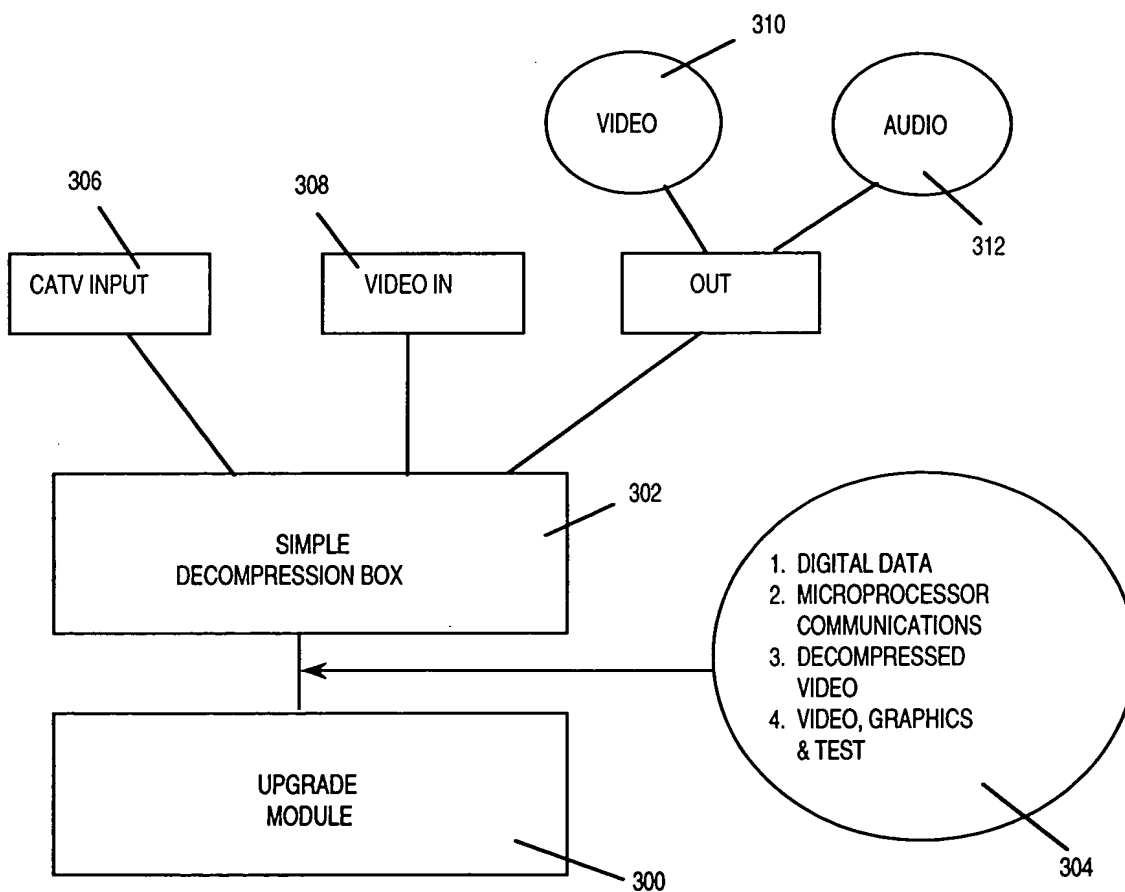 310
VIDEO
AUDIO
306
308
312
CATV INPUT
VIDEO IN
OUT
302
SIMPLE
DECOMPRESSION BOX
1. DIGITAL DATA
2. MICROPROCESSOR
COMMUNICATIONS
3. DECOMPRESSED
VIDEO
4. VIDEO, GRAPHICS
& TEST
UPGRADE
MODULE
304
300